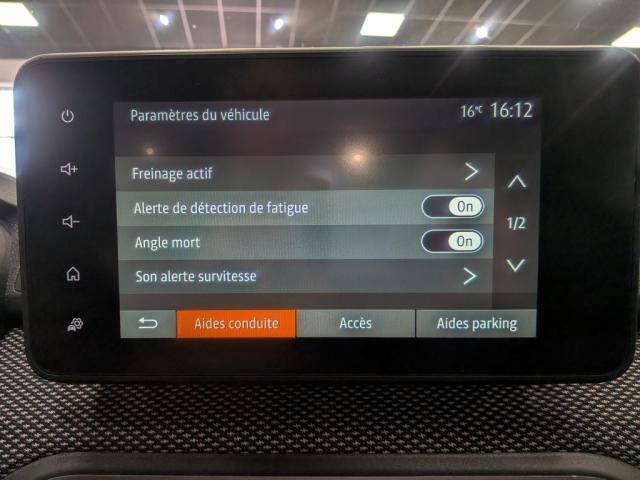 Paramètres du véhicule 16°C 16:12
Freinage actif
Alerte de détection de fatigue On
Angle mort On
1/2
Son alerte survitesse
Aides conduite Accès Aides parking